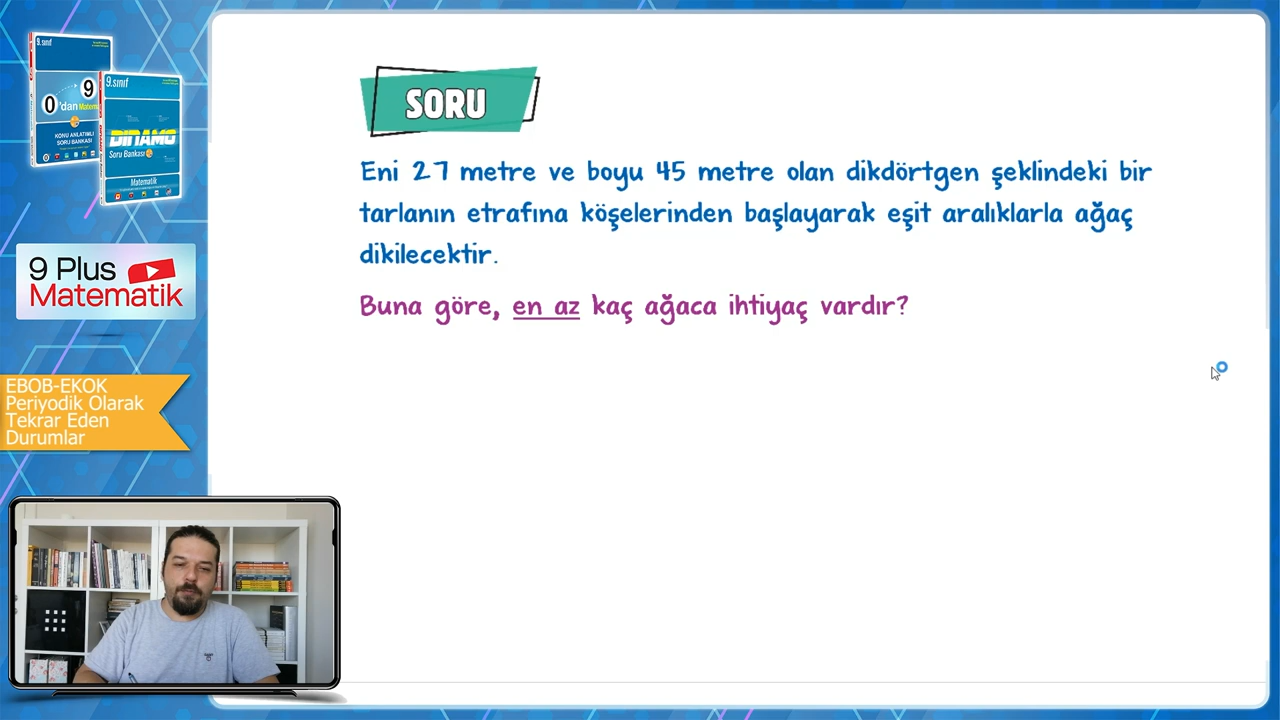 9.sınıf
0'dan 9
Matem
KONU ANLATIMLI
SORU BANKASI
9.sınıf
DINAMO
Soru Bankası
Matematik
9 Plus
Matematik
EBOB-EKOK
Periyodik Olarak
Tekrar Eden
Durumlar
SORU
Eni 27 metre ve boyu 45 metre olan dikdörtgen şeklindeki bir
tarlanın etrafına köşelerinden başlayarak eşit aralıklarla ağaç
dikilecektir.
Buna göre, en az kaç ağaca ihtiyaç vardır?